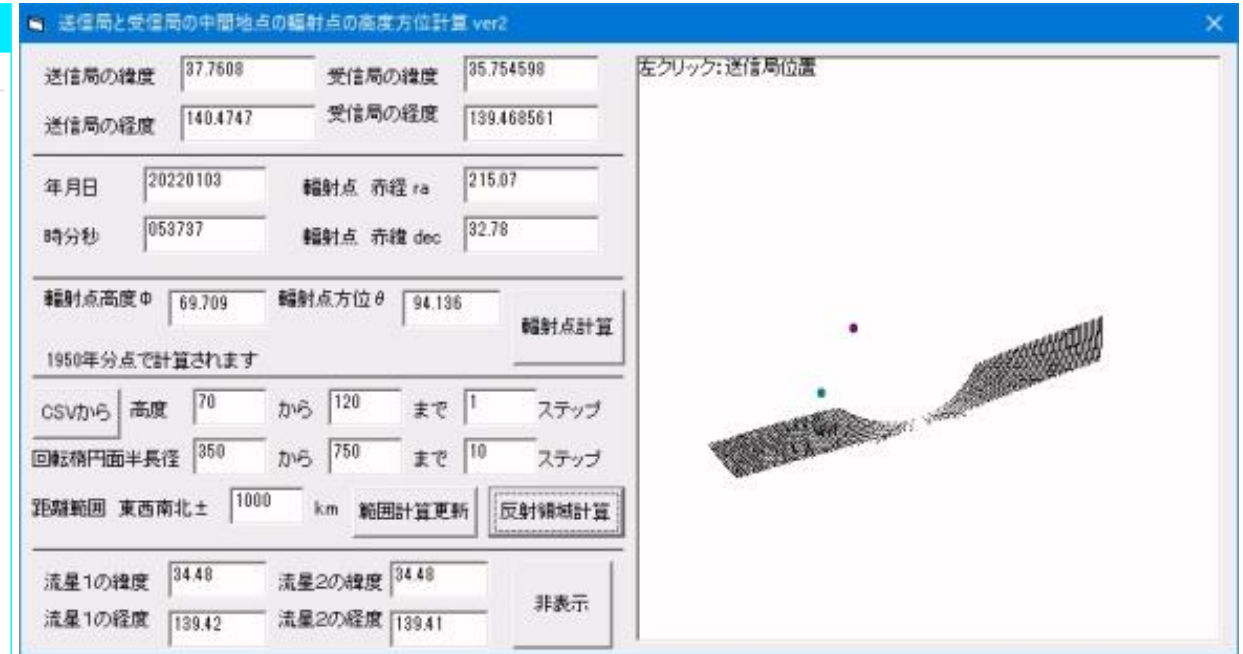 送信局と受信局の中間地点の輻射点の高度方位計算 ver2
送信局の緯度 37.7608 受信局の緯度 35.754598
送信局の経度 140.4747 受信局の経度 139.468561
年月日 20220103 輻射点 赤経 ra 215.07
時分秒 053737 輻射点 赤緯 dec 32.78
輻射点高度Φ 69.709 輻射点方位θ 94.136 輻射点計算
1950年分点で計算されます
CSVから 高度 70 から 120 まで 1 ステップ
回転楕円面半長径 350 から 750 まで 10 ステップ
距離範囲 東西南北± 1000 km 範囲計算更新 反射領域計算
流星1の緯度 34.48 流星2の緯度 34.48 非表示
流星1の経度 139.42 流星2の経度 139.41
左クリック:送信局位置